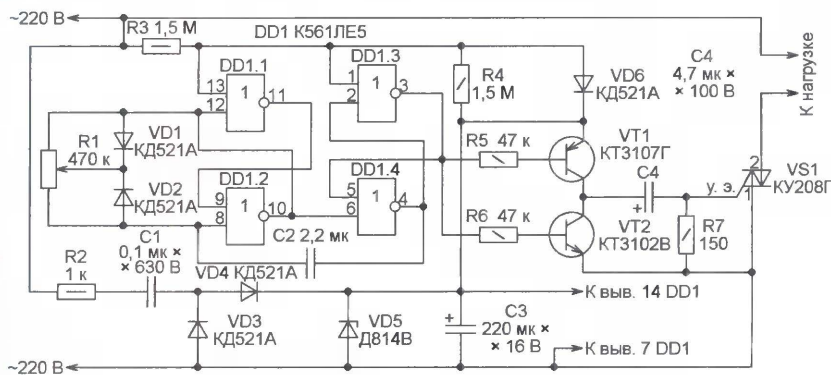 ~220 В
R3 1,5 М
DD1 К561ЛЕ5
DD1.1
13
12
1
11
DD1.3
1
2
1
3
R4
1,5 М
VD6
КД521А
C4
4,7 мк ×
× 100 В
К нагрузке
R1
470 к
VD1
КД521А
VD2
КД521А
DD1.2
9
8
1
10
DD1.4
5
6
1
4
R5 47 к
R6 47 к
VT1
КТ3107Г
C4
+
VT2
КТ3102В
у. э.
2
1
VS1
КУ208Г
R7
150
R2
1 к
C1
0,1 мк ×
× 630 В
C2 2,2 мк
VD4 КД521А
VD3
КД521А
VD5
Д814В
+
C3
220 мк ×
× 16 В
К выв. 14 DD1
К выв. 7 DD1
~220 В